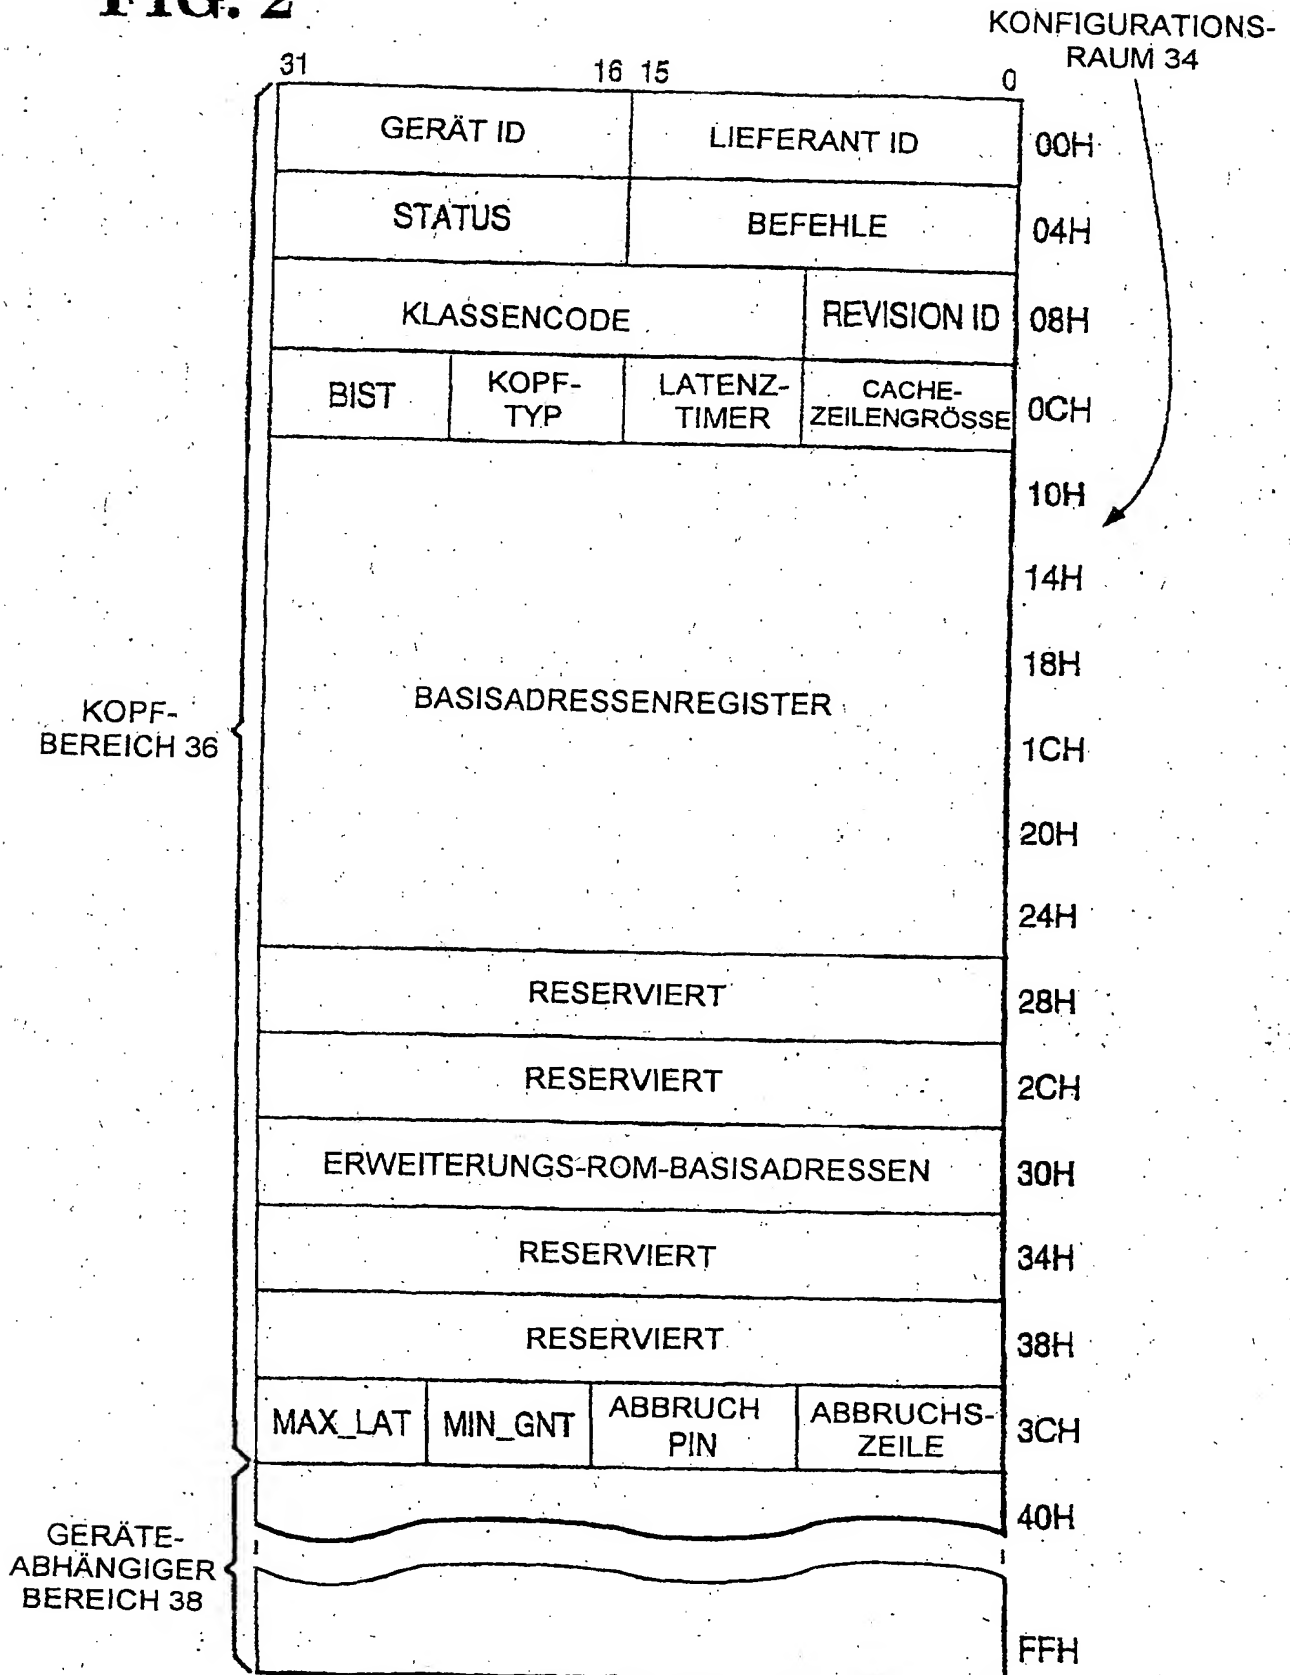 FIG. 2
KONFIGURATIONS-
RAUM 34
31 16 15 0
GERÄT ID LIEFERANT ID 00H
STATUS BEFEHLE 04H
KLASSENCODE REVISION ID 08H
BIST KOPF- LATENZ- CACHE- 0CH
TYP TIMER ZEILENGRÖSSE
10H
14H
18H
BASISADRESSENREGISTER
KOPF-
BEREICH 36
1CH
20H
24H
RESERVIERT 28H
RESERVIERT 2CH
ERWEITERUNGS-ROM-BASISADRESSEN 30H
RESERVIERT 34H
RESERVIERT 38H
MAX_LAT MIN_GNT ABBRUCH ABBRUCHS- 3CH
PIN ZEILE
40H
GERÄTE-
ABHÄNGIGER
BEREICH 38
FFH